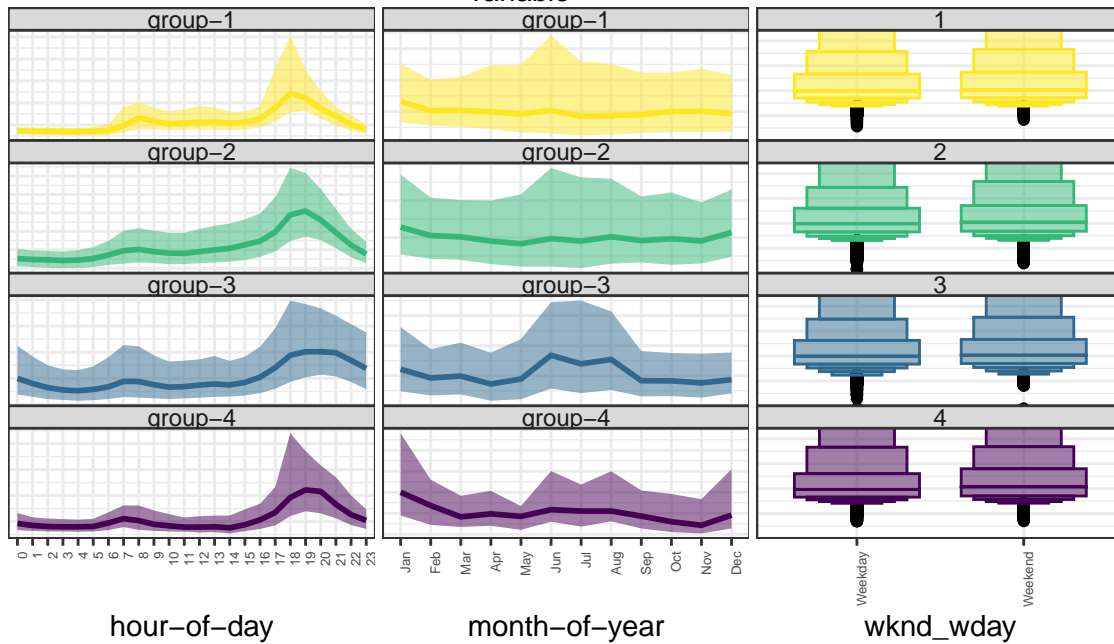 variable
group−1 group−1 1
group−2 group−2 2
group−3 group−3 3
group−4 group−4 4
0 1 2 3 4 5 6 7 8 9 10 11 12 13 14 15 16 17 18 19 20 21 22 23 Jan Feb Mar Apr May Jun Jul Aug Sep Oct Nov Dec Weekday Weekend
hour−of−day month−of−year wknd_wday